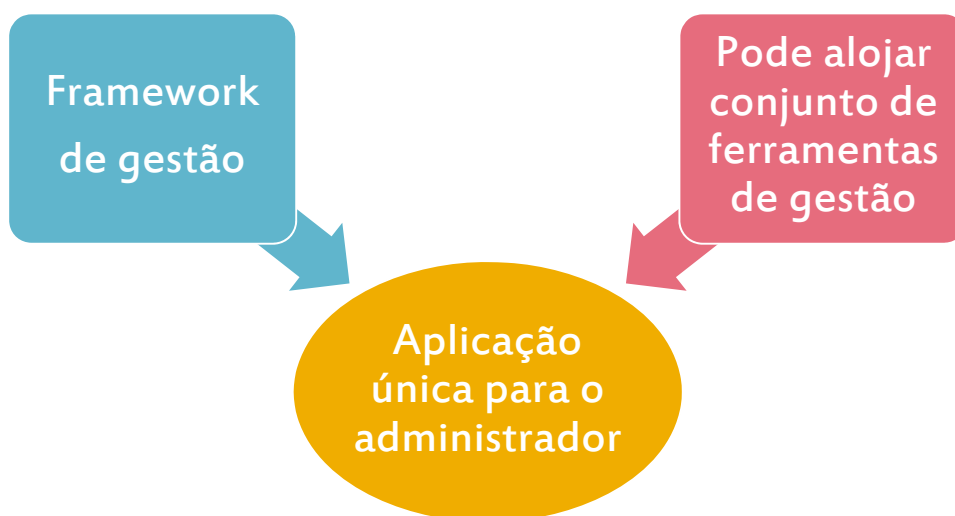 Framework
de gestão
Pode alojar
conjunto de
ferramentas
de gestão
Aplicação
única para o
administrador